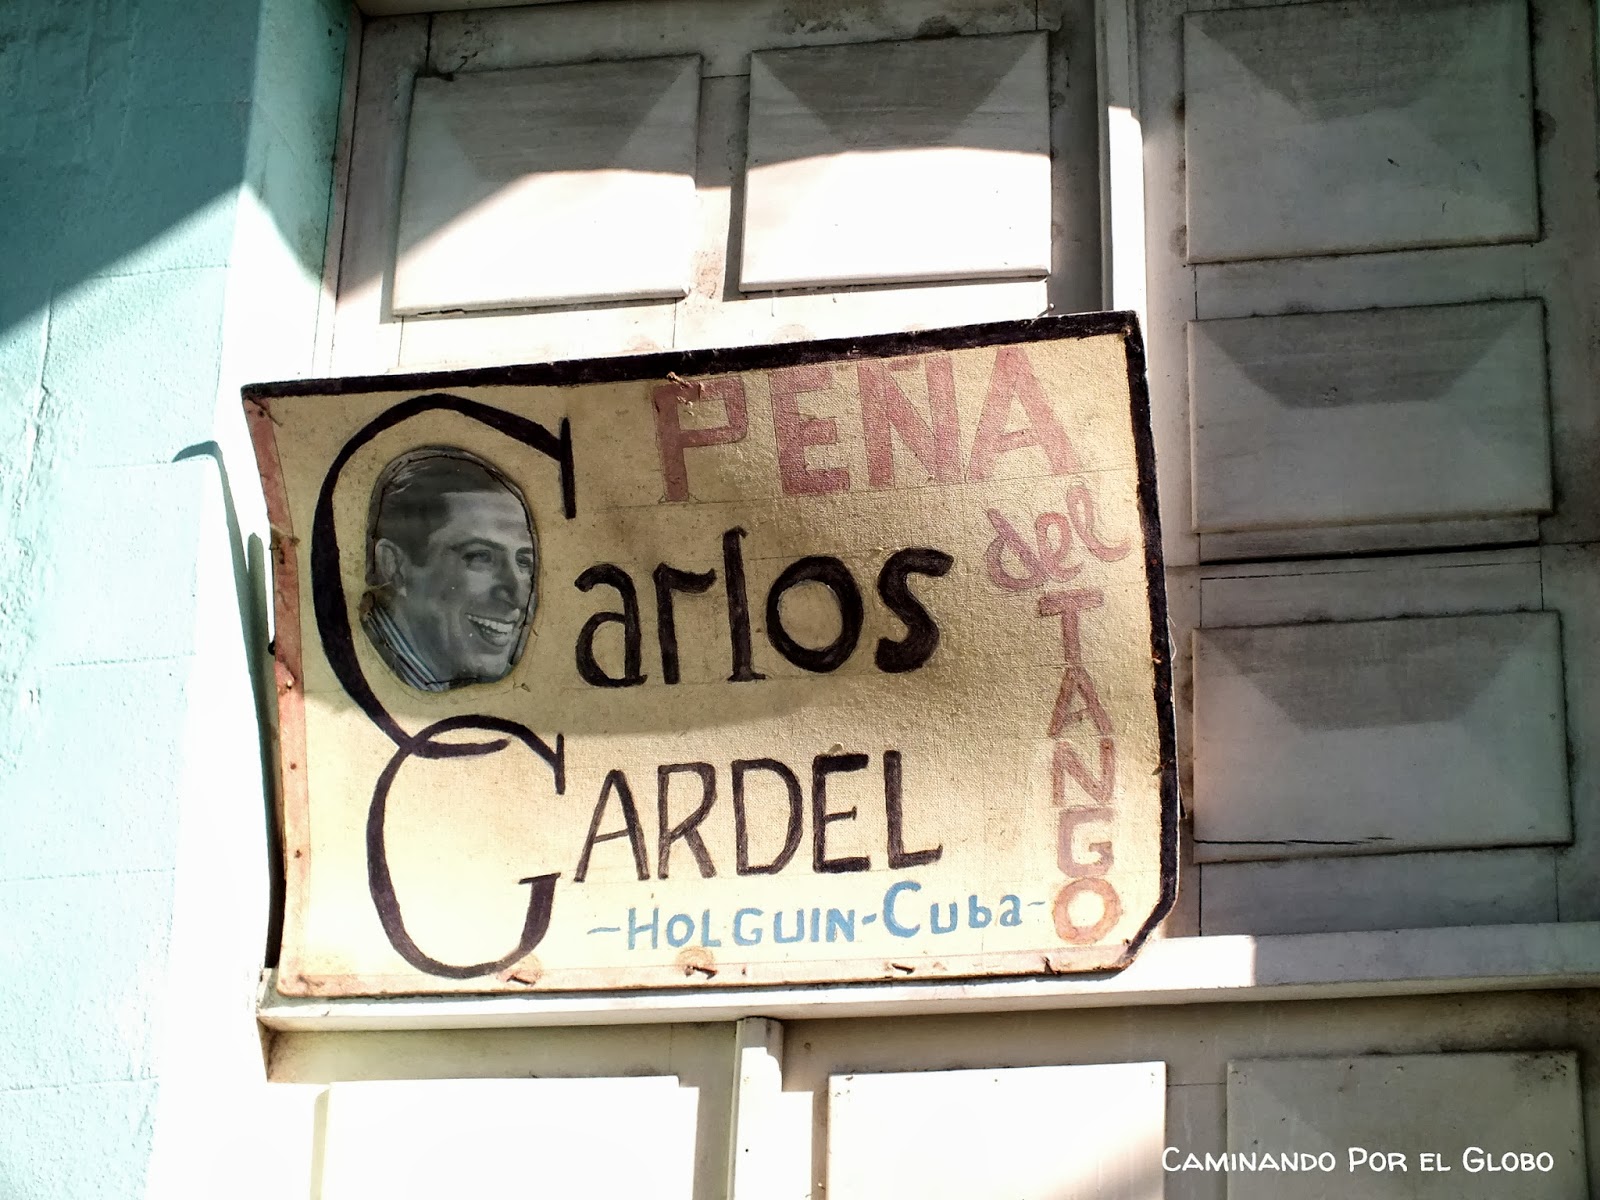 PEÑA
del
TANGO
Carlos
GARDEL
-HOLGUIN-Cuba-
CAMINANDO POR EL GLOBO